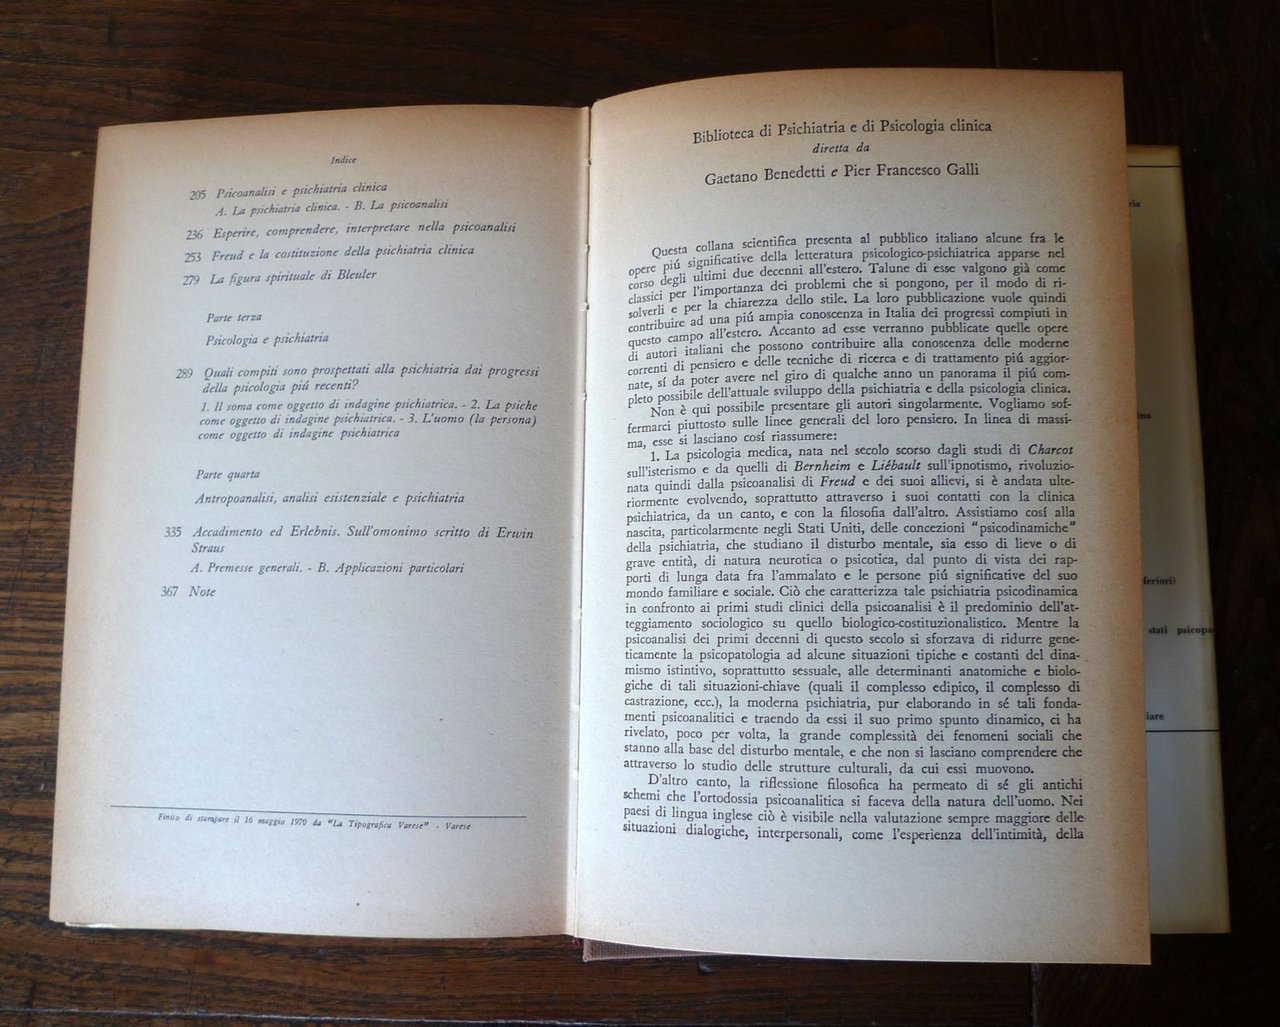 Indice
205 Psicoanalisi e psichiatria clinica
A. La psichiatria clinica. - B. La psicoanalisi
236 Esperire, comprendere, interpretare nella psicoanalisi
253 Freud e la costituzione della psichiatria clinica
279 La figura spirituale di Bleuler
Parte terza
Psicologia e psichiatria
289 Quali compiti sono prospettati alla psichiatria dai progressi
della psicologia piú recenti?
1. Il soma come oggetto di indagine psichiatrica. - 2. La psiche
come oggetto di indagine psichiatrica. - 3. L'uomo (la persona)
come oggetto di indagine psichiatrica
Parte quarta
Antropoanalisi, analisi esistenziale e psichiatria
335 Accadimento ed Erlebnis. Sull'omonimo scritto di Erwin
Straus
A. Premesse generali. - B. Applicazioni particolari
367 Note
Finito di stampare il 16 maggio 1970 da "La Tipografica Varese" - Varese
Biblioteca di Psichiatria e di Psicologia clinica
diretta da
Gaetano Benedetti e Pier Francesco Galli
Questa collana scientifica presenta al pubblico italiano alcune fra le
opere piú significative della letteratura psicologico-psichiatrica apparse nel
corso degli ultimi due decenni all'estero. Talune di esse valgono già come
classici per l'importanza dei problemi che si pongono, per il modo di ri-
solverli e per la chiarezza dello stile. La loro pubblicazione vuole quindi
contribuire ad una piú ampia conoscenza in Italia dei progressi compiuti in
questo campo all'estero. Accanto ad esse verranno pubblicate quelle opere
di autori italiani che possono contribuire alla conoscenza delle moderne
correnti di pensiero e delle tecniche di ricerca e di trattamento piú aggior-
nate, sí da poter avere nel giro di qualche anno un panorama il piú com-
pleto possibile dell'attuale sviluppo della psichiatria e della psicologia clinica.
Non è qui possibile presentare gli autori singolarmente. Vogliamo sof-
fermarci piuttosto sulle linee generali del loro pensiero. In linea di massi-
ma, esse si lasciano cosí riassumere:
1. La psicologia medica, nata nel secolo scorso dagli studi di Charcot
sull'isterismo e da quelli di Bernheim e Liébault sull'ipnotismo, rivoluzio-
nata quindi dalla psicoanalisi di Freud e dei suoi allievi, si è andata ulte-
riormente evolvendo, soprattutto attraverso i suoi contatti con la clinica
psichiatrica, da un canto, e con la filosofia dall'altro. Assistiamo cosí alla
nascita, particolarmente negli Stati Uniti, delle concezioni "psicodinamiche"
della psichiatria, che studiano il disturbo mentale, sia esso di lieve o di
grave entità, di natura neurotica o psicotica, dal punto di vista dei rap-
porti di lunga data fra l'ammalato e le persone piú significative del suo
mondo familiare e sociale. Ciò che caratterizza tale psichiatria psicodinamica
in confronto ai primi studi clinici della psicoanalisi è il predominio dell'at-
teggiamento sociologico su quello biologico-costituzionalistico. Mentre la
psicoanalisi dei primi decenni di questo secolo si sforzava di ridurre gene-
ticamente la psicopatologia ad alcune situazioni tipiche e costanti del dina-
mismo istintivo, soprattutto sessuale, alle determinanti anatomiche e biolo-
giche di tali situazioni-chiave (quali il complesso edipico, il complesso di
castrazione, ecc.), la moderna psichiatria, pur elaborando in sé tali fonda-
menti psicoanalitici e traendo da essi il suo primo spunto dinamico, ci ha
rivelato, poco per volta, la grande complessità dei fenomeni sociali che
stanno alla base del disturbo mentale, e che non si lasciano comprendere che
attraverso lo studio delle strutture culturali, da cui essi muovono.
D'altro canto, la riflessione filosofica ha permeato di sé gli antichi
schemi che l'ortodossia psicoanalitica si faceva della natura dell'uomo. Nei
paesi di lingua inglese ciò è visibile nella valutazione sempre maggiore delle
situazioni dialogiche, interpersonali, come l'esperienza dell'intimità, della
feriori)
stati psicopa